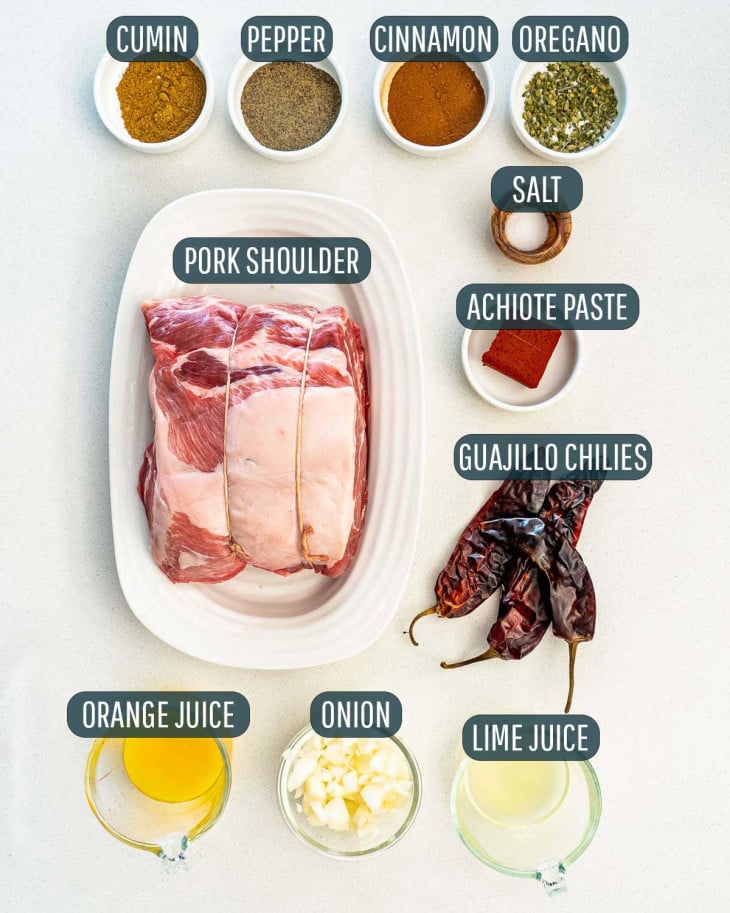 CUMIN
PEPPER
CINNAMON
OREGANO
SALT
PORK SHOULDER
ACHIOTE PASTE
GUAJILLO CHILIES
ORANGE JUICE
ONION
LIME JUICE